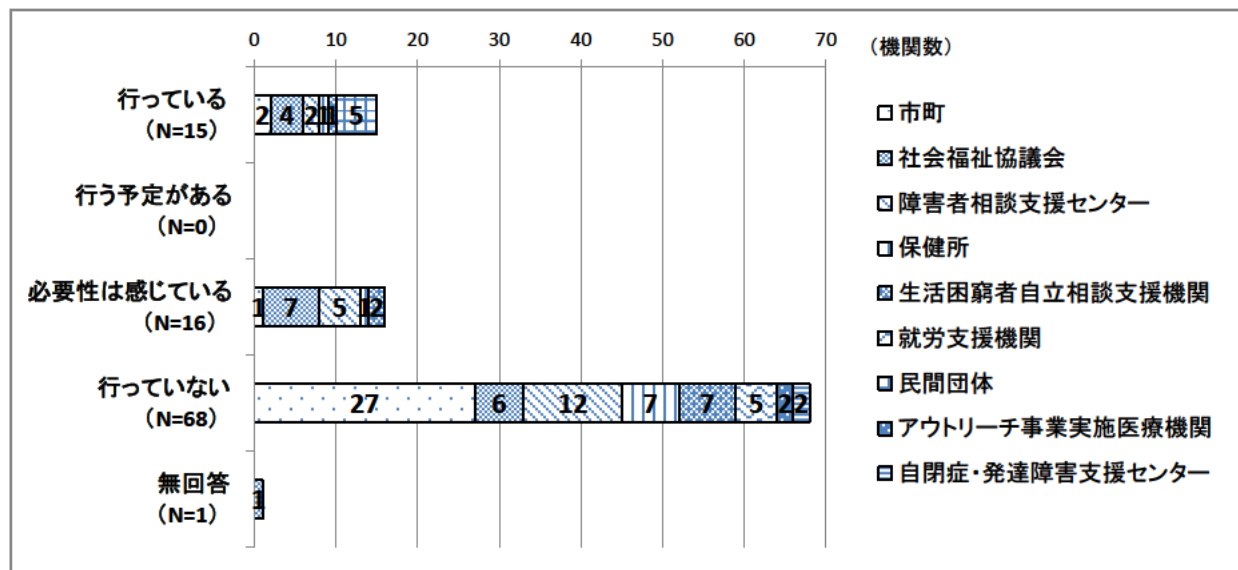 0 10 20 30 40 50 60 70
(機関数)
行っている
(N=15)
2 4 2 1 1 5
行う予定がある
(N=0)
必要性は感じている
(N=16)
1 7 5 1 2
行っていない
(N=68)
27 6 12 7 7 5 2 2
無回答
(N=1)
1
市町
社会福祉協議会
障害者相談支援センター
保健所
生活困窮者自立相談支援機関
就労支援機関
民間団体
アウトリーチ事業実施医療機関
自閉症・発達障害支援センター